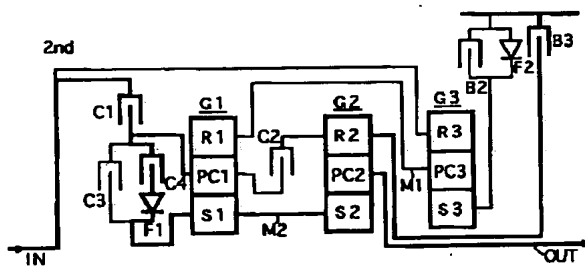 2nd
B3
F2
B2
G1
G2
G3
C1
R1
C2
R2
R3
C3
C4
PC1
PC2
M1
PC3
F1
S1
M2
S2
S3
IN
OUT